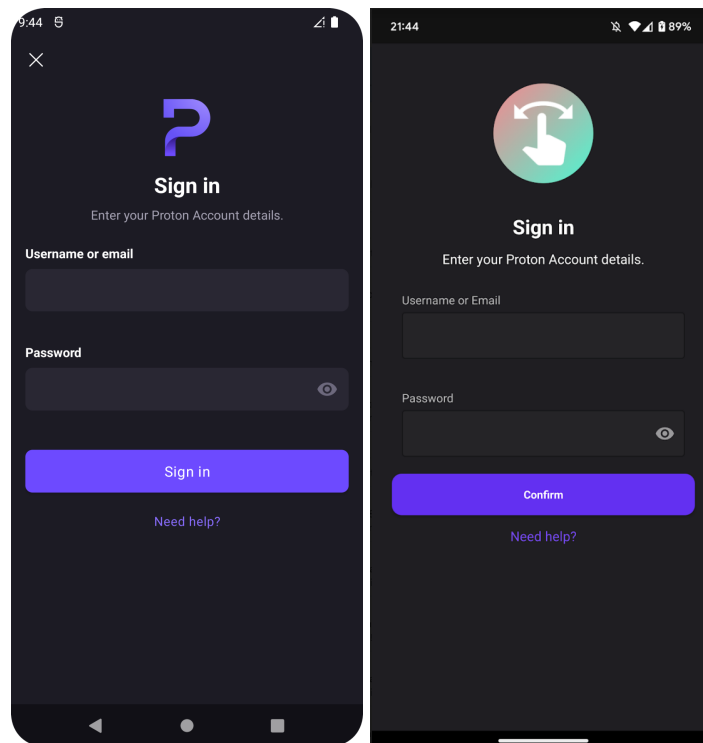 9:44
Sign in
Enter your Proton Account details.
Username or email
Password
Sign in
Need help?
21:44
89%
Sign in
Enter your Proton Account details.
Username or Email
Password
Confirm
Need help?